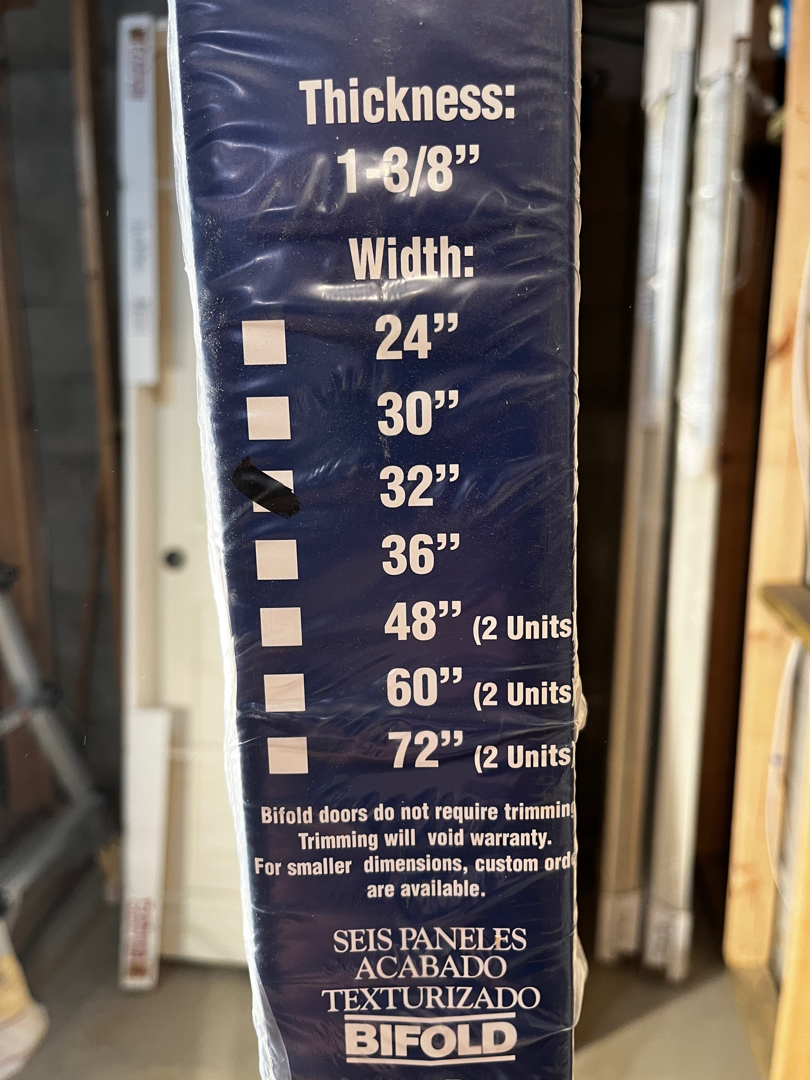 Thickness:
1-3/8”
Width:
24”
30”
32”
36”
48” (2 Units
60” (2 Units
72” (2 Units
Bifold doors do not require trimming
Trimming will void warranty.
For smaller dimensions, custom orde
are available.
SEIS PANELES
ACABADO
TEXTURIZADO
BIFOLD